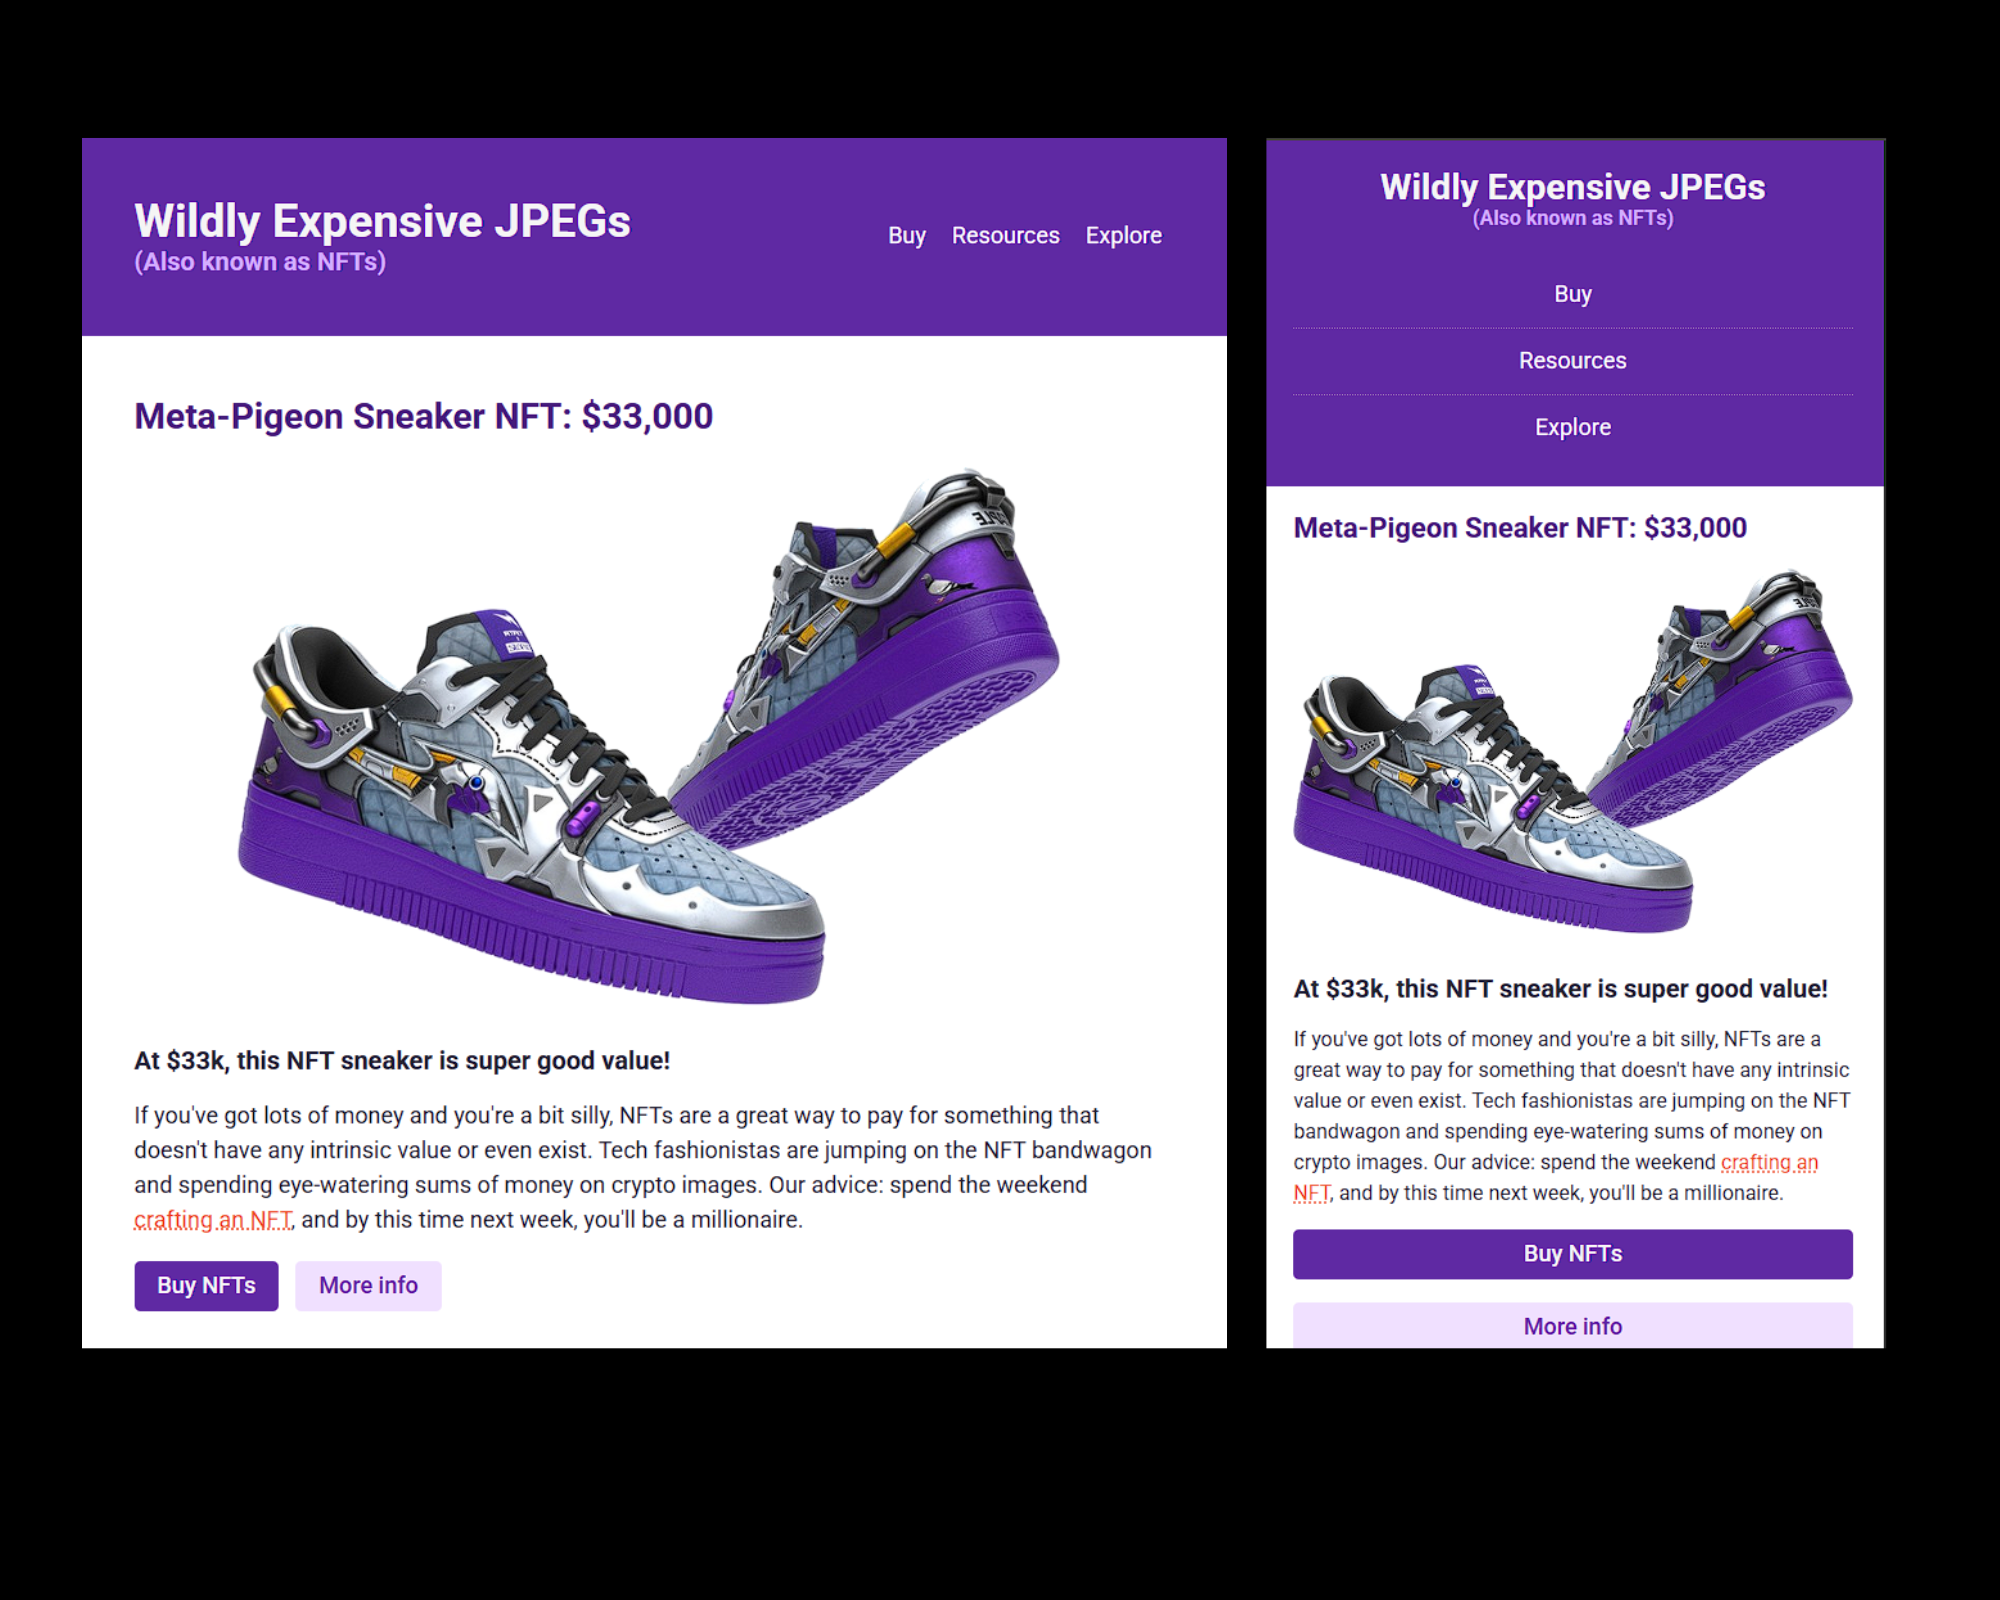 Wildly Expensive JPEGs
(Also known as NFTs)
Buy Resources Explore
Meta-Pigeon Sneaker NFT: $33,000
At $33k, this NFT sneaker is super good value!
If you've got lots of money and you're a bit silly, NFTs are a great way to pay for something that
doesn't have any intrinsic value or even exist. Tech fashionistas are jumping on the NFT bandwagon
and spending eye-watering sums of money on crypto images. Our advice: spend the weekend
crafting an NFT, and by this time next week, you'll be a millionaire.
Buy NFTs More info
Wildly Expensive JPEGs
(Also known as NFTs)
Buy
Resources
Explore
Meta-Pigeon Sneaker NFT: $33,000
At $33k, this NFT sneaker is super good value!
If you've got lots of money and you're a bit silly, NFTs are a
great way to pay for something that doesn't have any intrinsic
value or even exist. Tech fashionistas are jumping on the NFT
bandwagon and spending eye-watering sums of money on
crypto images. Our advice: spend the weekend crafting an
NFT, and by this time next week, you'll be a millionaire.
Buy NFTs
More info